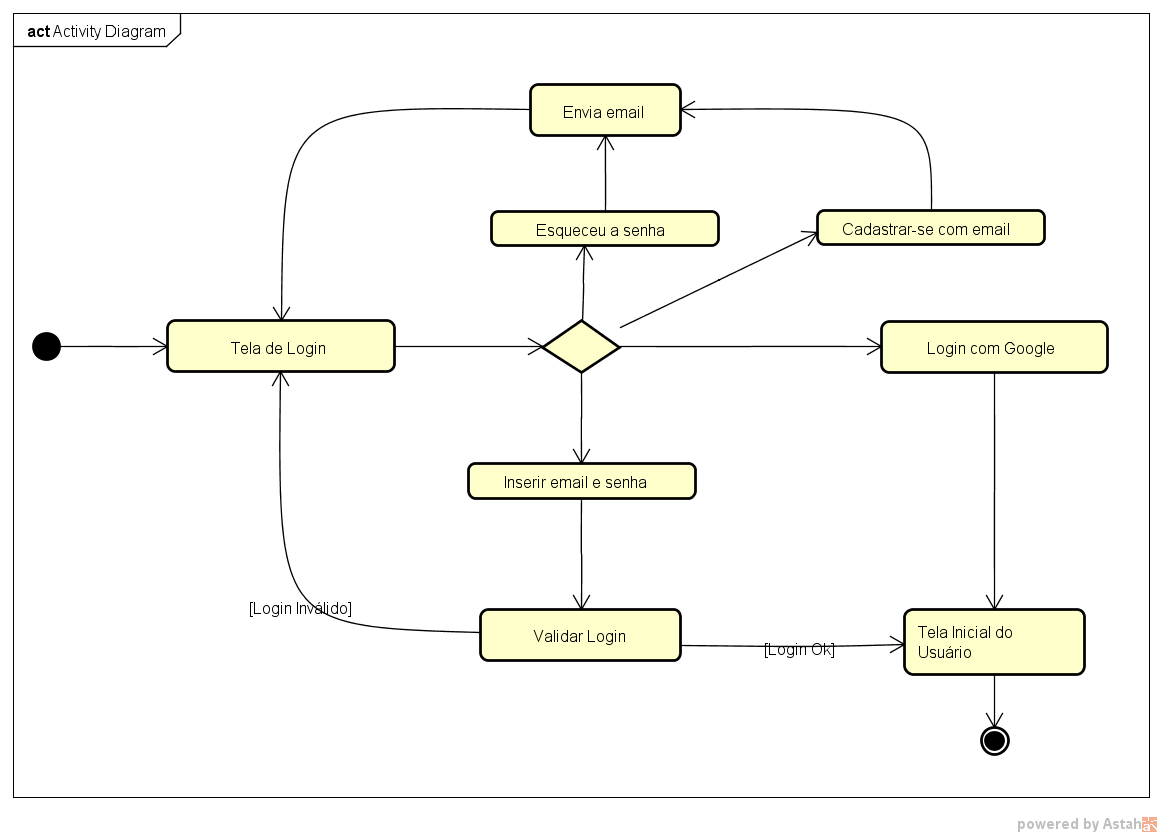 act Activity Diagram
Envia email
Esqueceu a senha
Cadastrar-se com email
Tela de Login
Login com Google
Inserir email e senha
[Login Inválido]
Validar Login
[Login Ok]
Tela Inicial do
Usuário
powered by Astah